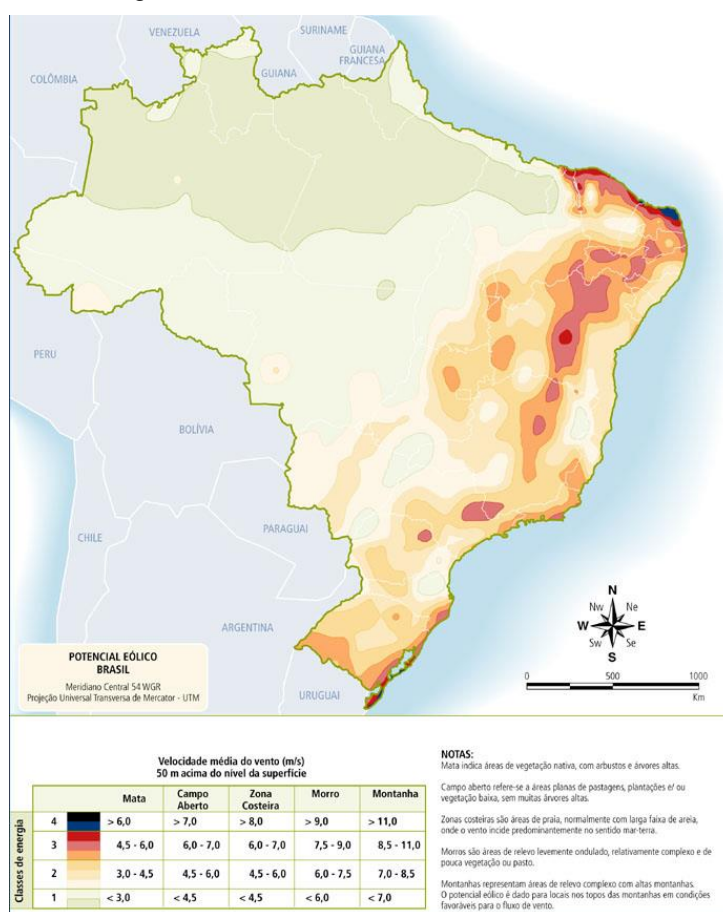 VENEZUELA
SURINAME
GUIANA
FRANCESA
COLÔMBIA
GUIANA
PERU
BOLÍVIA
PARAGUAI
CHILE
ARGENTINA
URUGUAI
N
Nw Ne
W E
Sw Se
S
0 500 1000
Km
POTENCIAL EÓLICO
BRASIL
Meridiano Central 54 WGR
Projeção Universal Transversa de Mercator - UTM
Velocidade média do vento (m/s)
50 m acima do nível da superfície
Mata Campo Aberto Zona Costeira Morro Montanha
Classes de energia
4 > 6,0 > 7,0 > 8,0 > 9,0 > 11,0
3 4,5 - 6,0 6,0 - 7,0 6,0 - 7,0 7,5 - 9,0 8,5 - 11,0
2 3,0 - 4,5 4,5 - 6,0 4,5 - 6,0 6,0 - 7,5 7,0 - 8,5
1 < 3,0 < 4,5 < 4,5 < 6,0 < 7,0
NOTAS:
Mata indica áreas de vegetação nativa, com arbustos e árvores altas.
Campo aberto refere-se a áreas planas de pastagens, plantações e/ ou
vegetação baixa, sem muitas árvores altas.
Zonas costeiras são áreas de praia, normalmente com larga faixa de areia,
onde o vento incide predominantemente no sentido mar-terra.
Morros são áreas de relevo levemente ondulado, relativamente complexo e de
pouca vegetação ou pasto.
Montanhas representam áreas de relevo complexo com altas montanhas.
O potencial eólico é dado para locais nos topos das montanhas em condições
favoráveis para o fluxo de vento.